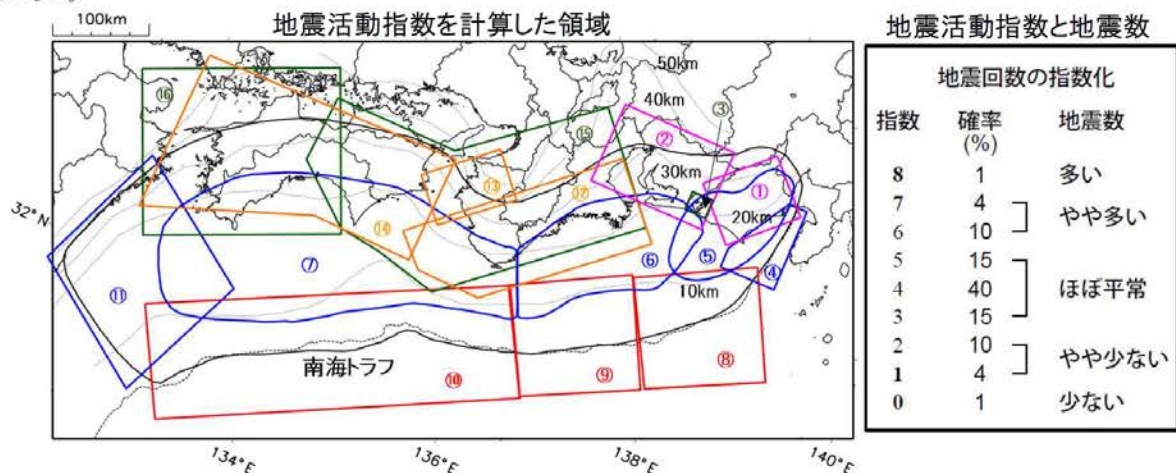 100km
地震活動指数を計算した領域
50km
40km
③
⑯
⑮
②
30km
⑬
⑰
①
20km
32°N
⑭
⑦
⑥
⑤
④
⑪
10km
南海トラフ
⑩
⑨
⑧
134°E
136°E
138°E
140°E
地震活動指数と地震数
地震回数の指数化
指数 確率 地震数
(%)
8 1 多い
7 4
やや多い
6 10
5 15
4 40 ほぼ平常
3 15
2 10
やや少ない
1 4
0 1 少ない